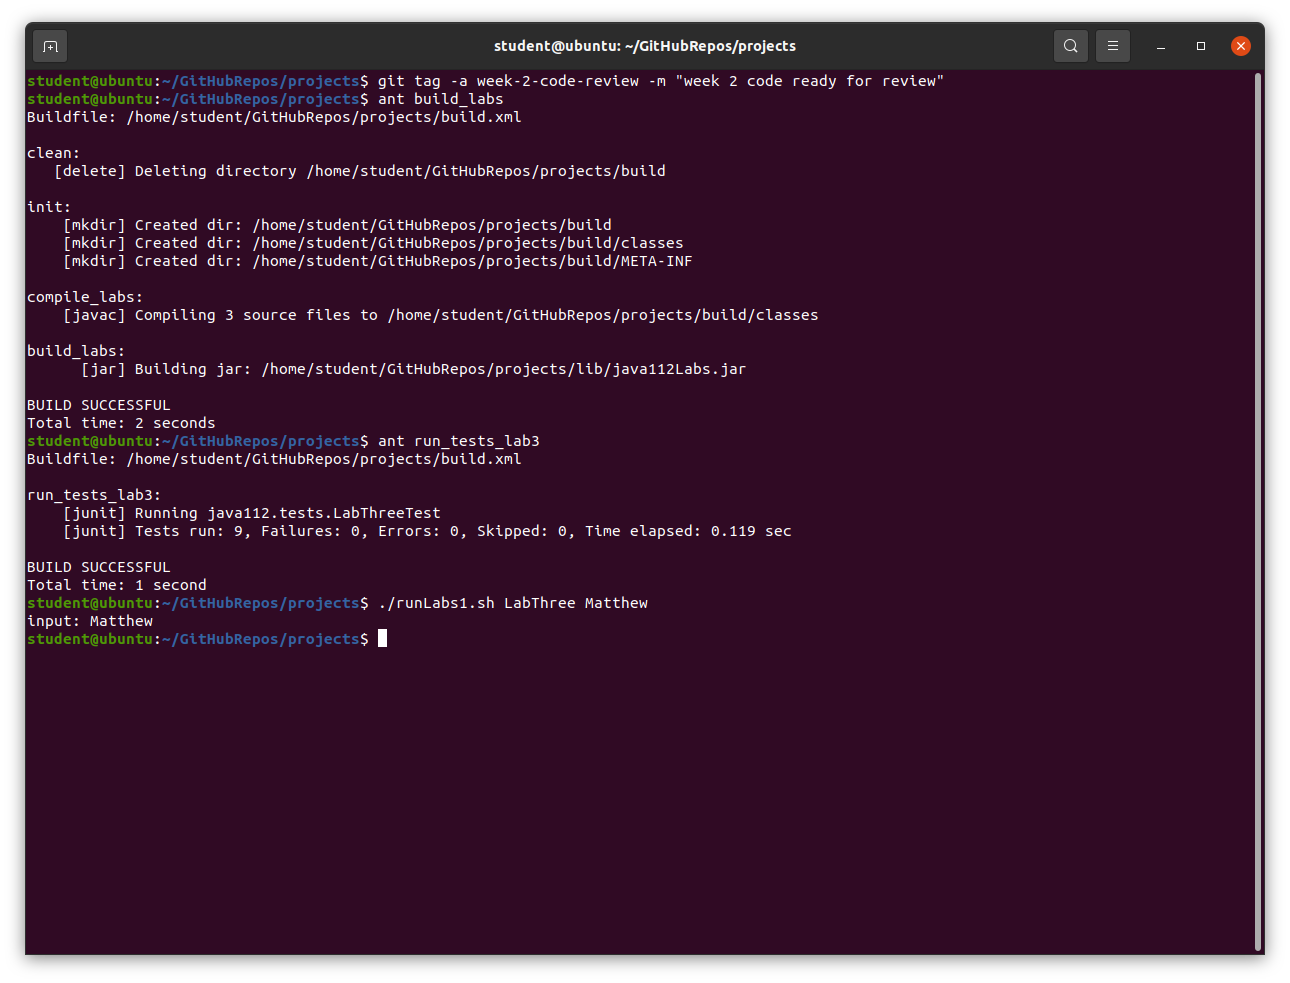 student@ubuntu: ~/GitHubRepos/projects
student@ubuntu:~/GitHubRepos/projects$ git tag -a week-2-code-review -m "week 2 code ready for review"
student@ubuntu:~/GitHubRepos/projects$ ant build_labs
Buildfile: /home/student/GitHubRepos/projects/build.xml
clean:
[delete] Deleting directory /home/student/GitHubRepos/projects/build
init:
[mkdir] Created dir: /home/student/GitHubRepos/projects/build
[mkdir] Created dir: /home/student/GitHubRepos/projects/build/classes
[mkdir] Created dir: /home/student/GitHubRepos/projects/build/META-INF
compile_labs:
[javac] Compiling 3 source files to /home/student/GitHubRepos/projects/build/classes
build_labs:
[jar] Building jar: /home/student/GitHubRepos/projects/lib/java112Labs.jar
BUILD SUCCESSFUL
Total time: 2 seconds
student@ubuntu:~/GitHubRepos/projects$ ant run_tests_lab3
Buildfile: /home/student/GitHubRepos/projects/build.xml
run_tests_lab3:
[junit] Running java112.tests.LabThreeTest
[junit] Tests run: 9, Failures: 0, Errors: 0, Skipped: 0, Time elapsed: 0.119 sec
BUILD SUCCESSFUL
Total time: 1 second
student@ubuntu:~/GitHubRepos/projects$ ./runLabs1.sh LabThree Matthew
input: Matthew
student@ubuntu:~/GitHubRepos/projects$